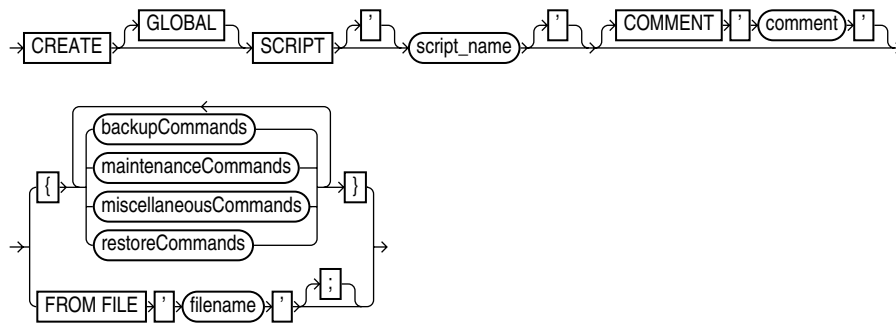 GLOBAL
CREATE SCRIPT ' script_name ' COMMENT ' comment '
backupCommands
maintenanceCommands
{ }
miscellaneousCommands
restoreCommands
;
FROM FILE ' filename '